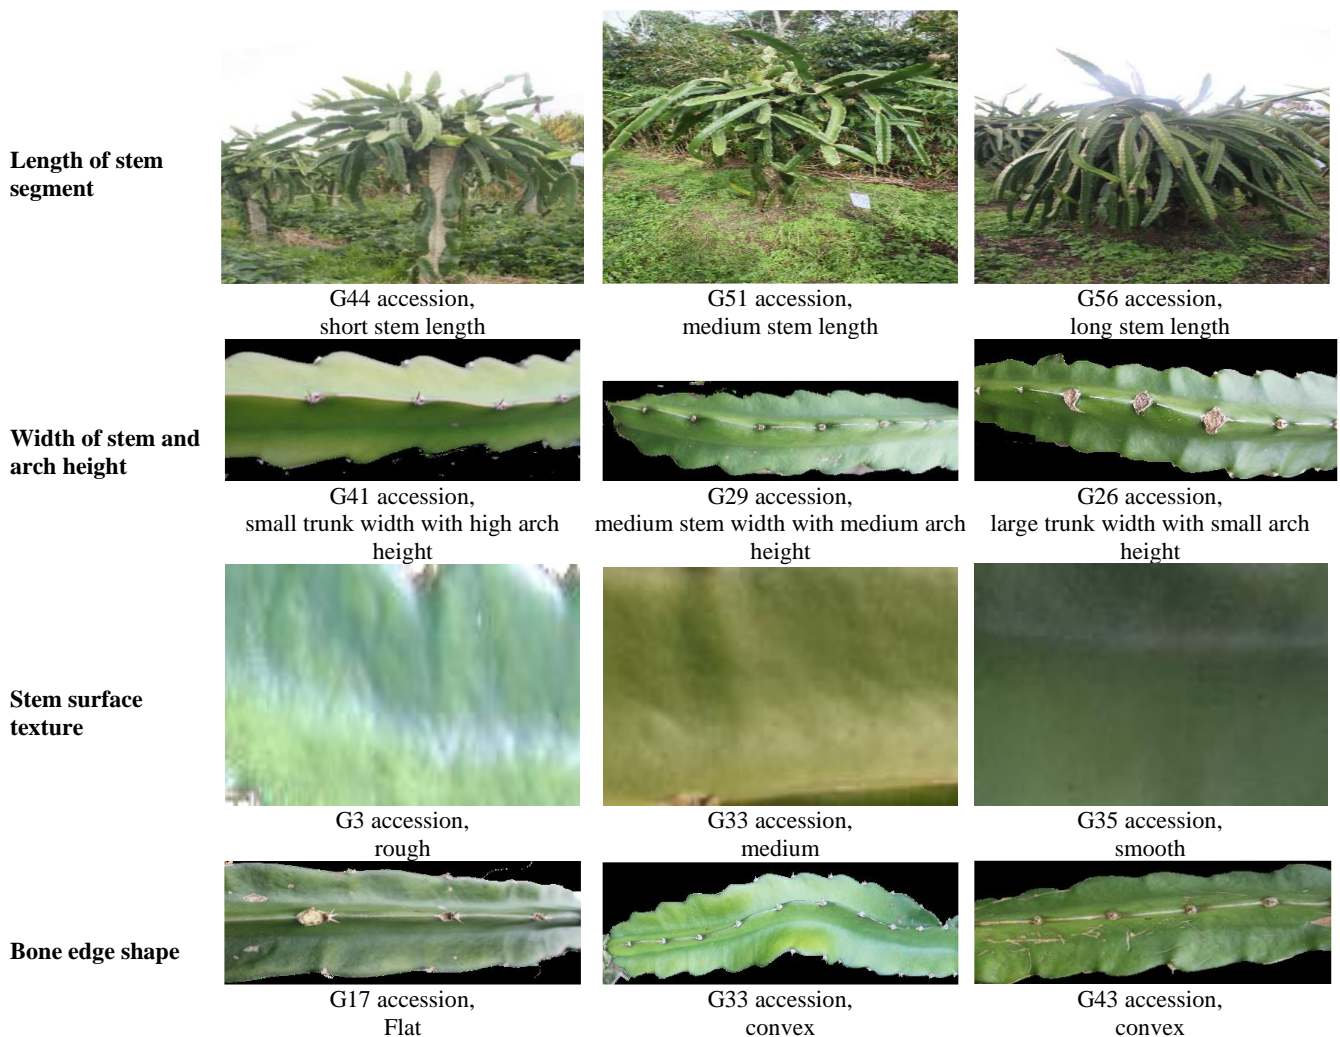 Length of stem
segment
G44 accession,
short stem length
G51 accession,
medium stem length
G56 accession,
long stem length
Width of stem and
arch height
G41 accession,
small trunk width with high arch
height
G29 accession,
medium stem width with medium arch
height
G26 accession,
large trunk width with small arch
height
Stem surface
texture
G3 accession,
rough
G33 accession,
medium
G35 accession,
smooth
Bone edge shape
G17 accession,
Flat
G33 accession,
convex
G43 accession,
convex